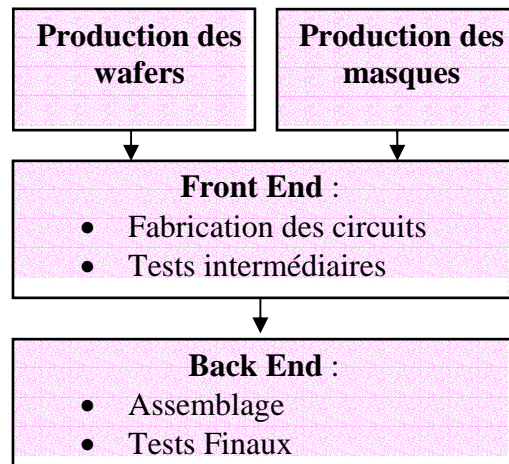 Production des
wafers
Production des
masques
Front End :
• Fabrication des circuits
• Tests intermédiaires
Back End :
• Assemblage
• Tests Finaux